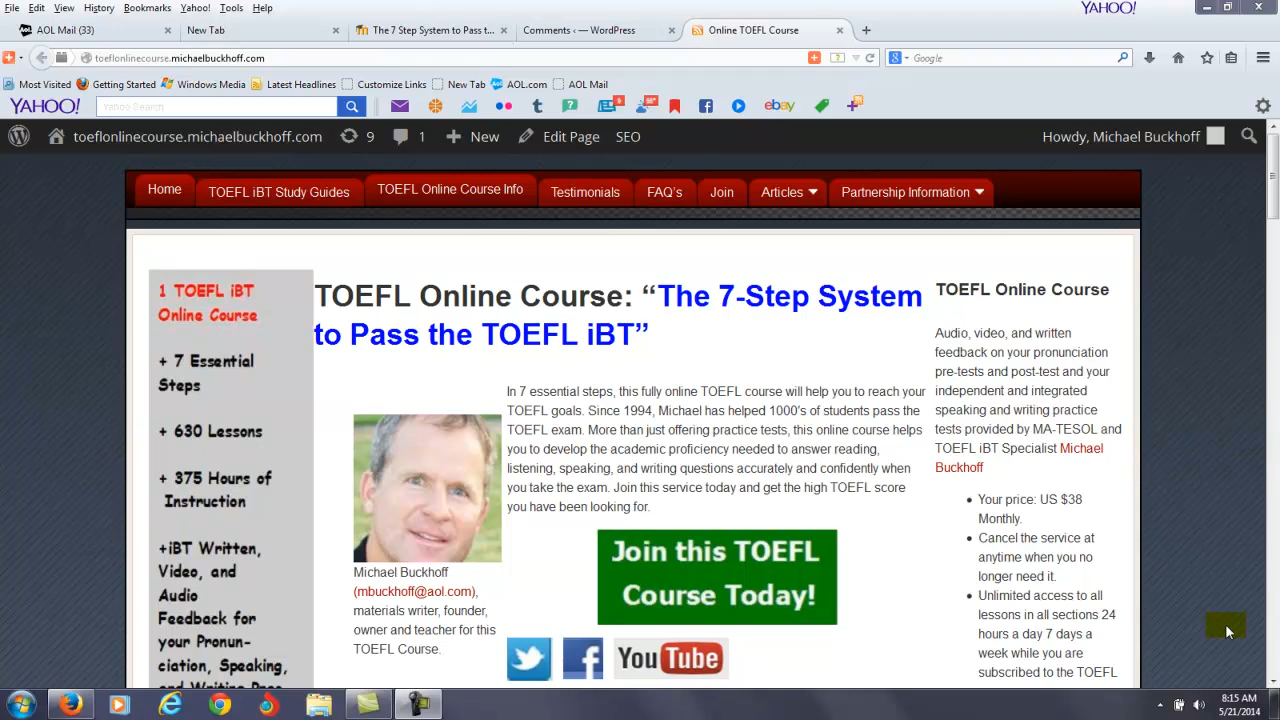 File Edit View History Bookmarks Yahoo! Tools Help
YAHOO!
AOL Mail (33) × New Tab × The 7 Step System to Pass t... × Comments ‹ — WordPress × Online TOEFL Course × +
toeflonlinecourse.michaelbuckhoff.com
Google
Most Visited Getting Started Windows Media Latest Headlines Customize Links New Tab AOL.com AOL Mail
YAHOO! Yahoo Search ebay
toeflonlinecourse.michaelbuckhoff.com 9 1 + New Edit Page SEO Howdy, Michael Buckhoff
Home TOEFL iBT Study Guides TOEFL Online Course Info Testimonials FAQ's Join Articles Partnership Information
1 TOEFL iBT
Online Course
+ 7 Essential
Steps
+ 630 Lessons
+ 375 Hours of
Instruction
+iBT Written,
Video, and
Audio
Feedback for
your Pronun-
ciation, Speaking,
and Writing Prac
TOEFL Online Course: “The 7-Step System
to Pass the TOEFL iBT”
In 7 essential steps, this fully online TOEFL course will help you to reach your
TOEFL goals. Since 1994, Michael has helped 1000's of students pass the
TOEFL exam. More than just offering practice tests, this online course helps
you to develop the academic proficiency needed to answer reading,
listening, speaking, and writing questions accurately and confidently when
you take the exam. Join this service today and get the high TOEFL score
you have been looking for.
Michael Buckhoff
(mbuckhoff@aol.com),
materials writer, founder,
owner and teacher for this
TOEFL Course.
Join this TOEFL
Course Today!
YouTube
TOEFL Online Course
Audio, video, and written
feedback on your pronunciation
pre-tests and post-test and your
independent and integrated
speaking and writing practice
tests provided by MA-TESOL and
TOEFL iBT Specialist Michael
Buckhoff
• Your price: US $38
Monthly.
• Cancel the service at
anytime when you no
longer need it.
• Unlimited access to all
lessons in all sections 24
hours a day 7 days a
week while you are
subscribed to the TOEFL
8:15 AM
5/21/2014